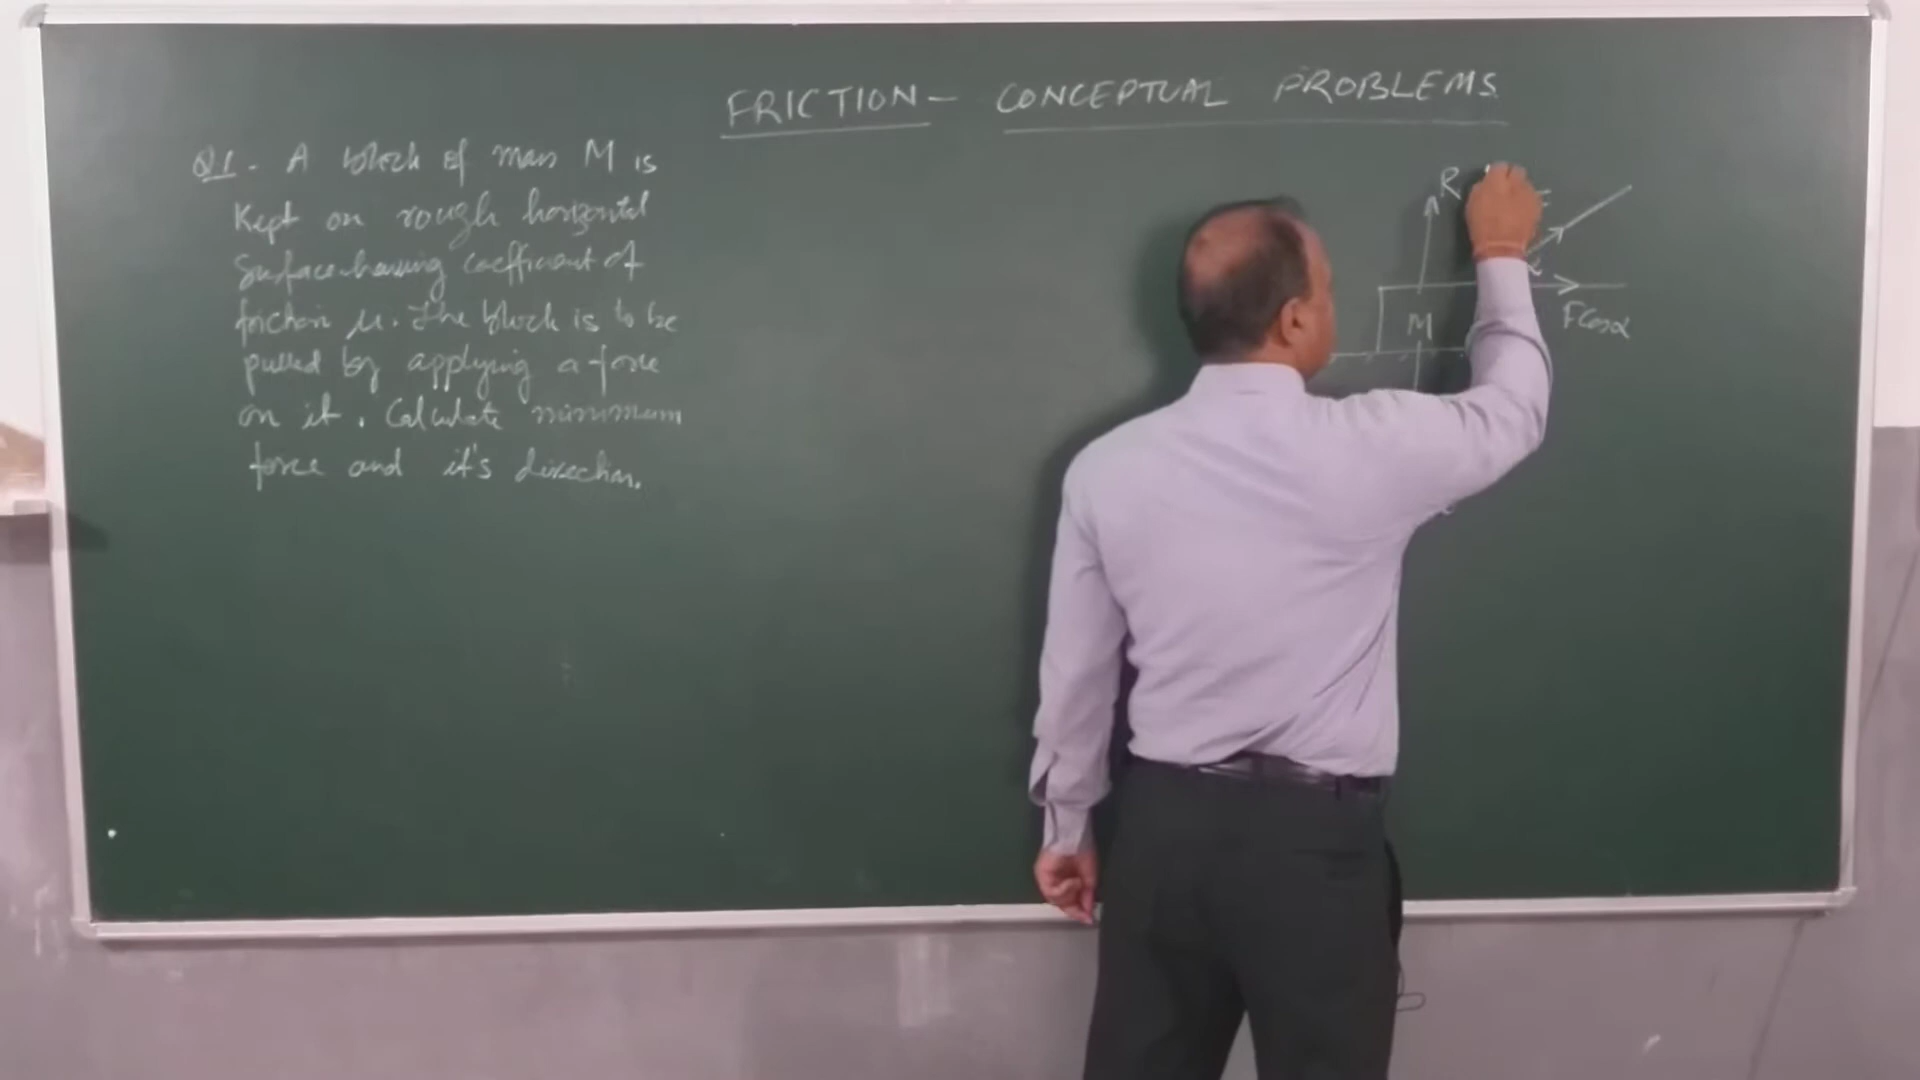 FRICTION - CONCEPTUAL PROBLEMS
Q1. A block of mass M is
Kept on rough horizontal
Surface having coefficient of
friction μ. The block is to be
pulled by applying a force
on it. Calculate minimum
force and it's direction.
R
M
FCosα